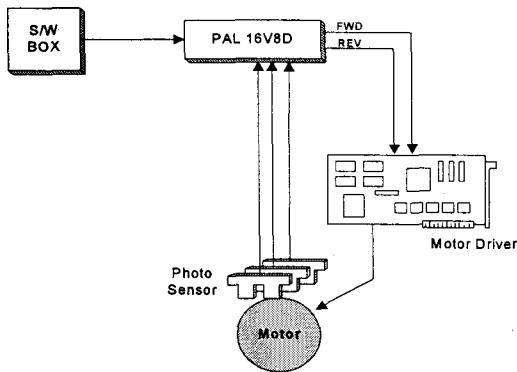 S/W
BOX
PAL 16V8D
FWD
REV
Motor Driver
Photo
Sensor
Motor